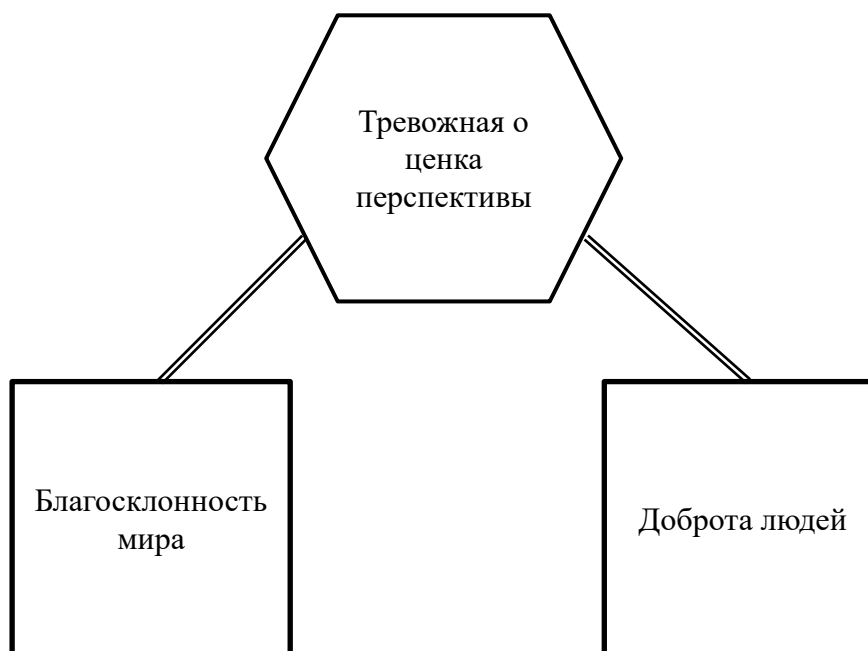 Тревожная о
ценка
перспективы
Благосклонность
мира
Доброта людей